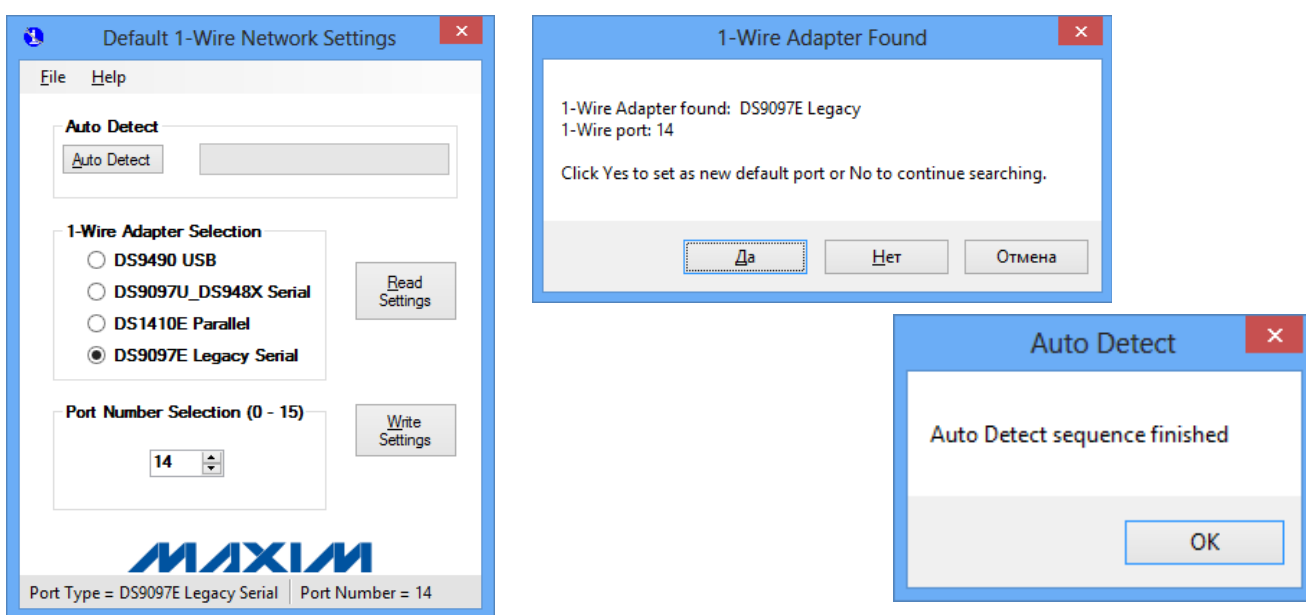 Default 1-Wire Network Settings
File Help
Auto Detect
Auto Detect
1-Wire Adapter Selection
DS9490 USB
DS9097U_DS948X Serial
DS1410E Parallel
DS9097E Legacy Serial
Read
Settings
Port Number Selection (0 - 15)
14
Write
Settings
MAXIM
Port Type = DS9097E Legacy Serial Port Number = 14
1-Wire Adapter Found
1-Wire Adapter found: DS9097E Legacy
1-Wire port: 14
Click Yes to set as new default port or No to continue searching.
Да Нет Отмена
Auto Detect
Auto Detect sequence finished
OK